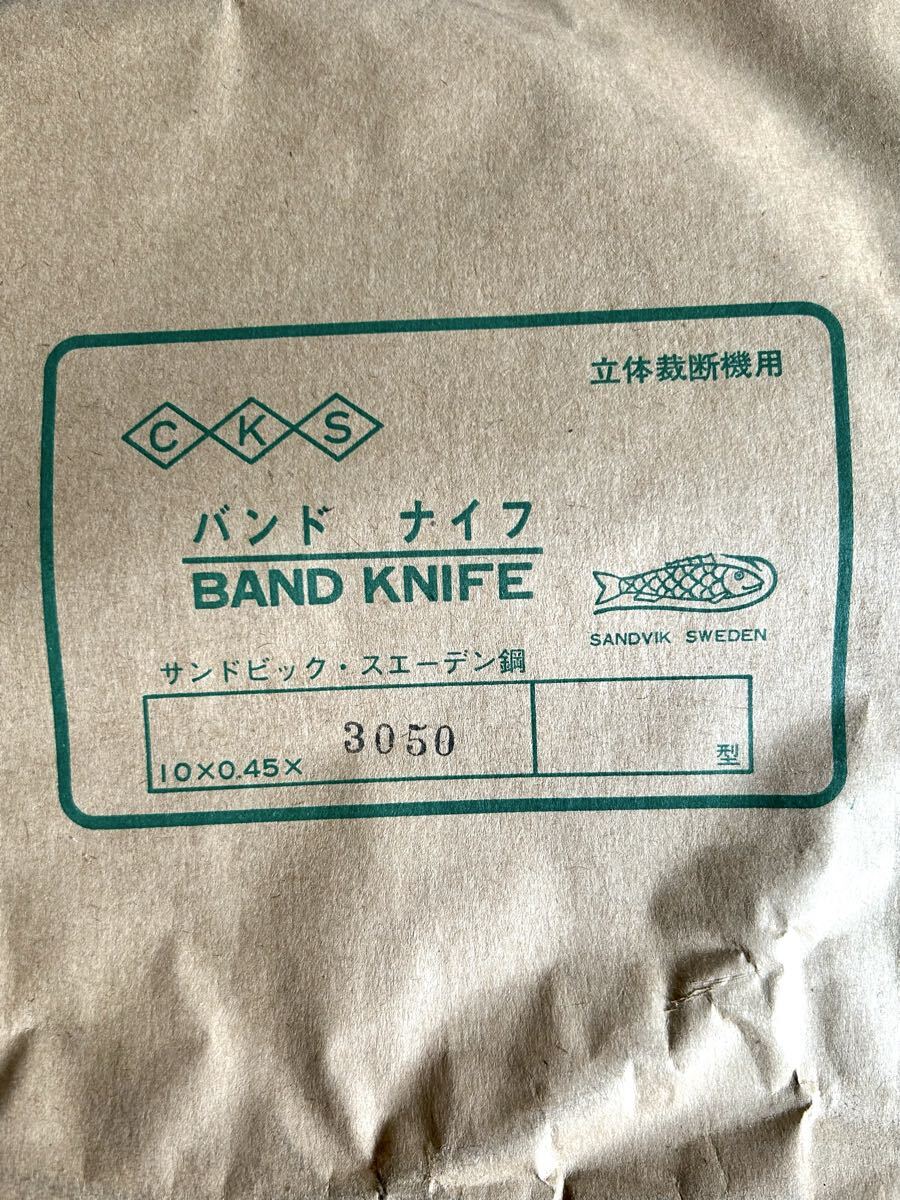 立体裁断機用
CKS
バンド ナイフ
BAND KNIFE
SANDVIK SWEDEN
サンドビック・スエーデン鋼
10×0.45× 3050 型